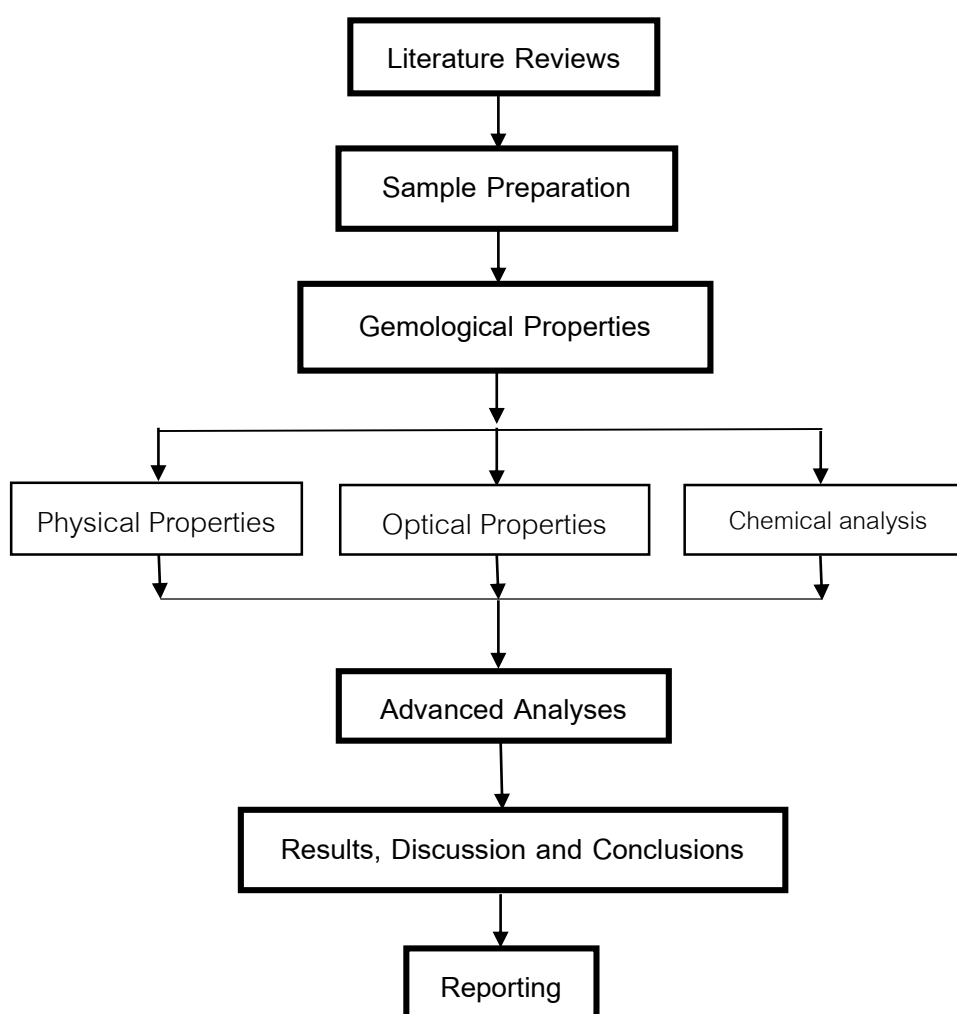 Literature Reviews
Sample Preparation
Gemological Properties
Physical Properties
Optical Properties
Chemical analysis
Advanced Analyses
Results, Discussion and Conclusions
Reporting